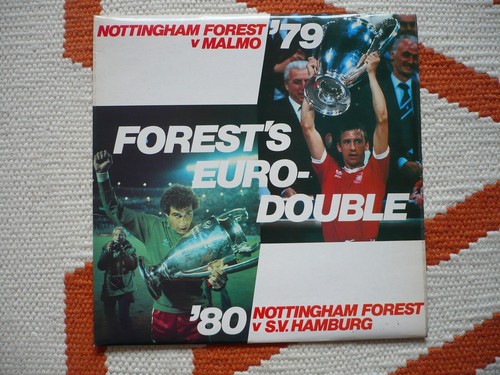 NOTTINGHAM FOREST
v MALMO '79
FOREST'S
EURO-
DOUBLE
'80 NOTTINGHAM FOREST
v S.V. HAMBURG